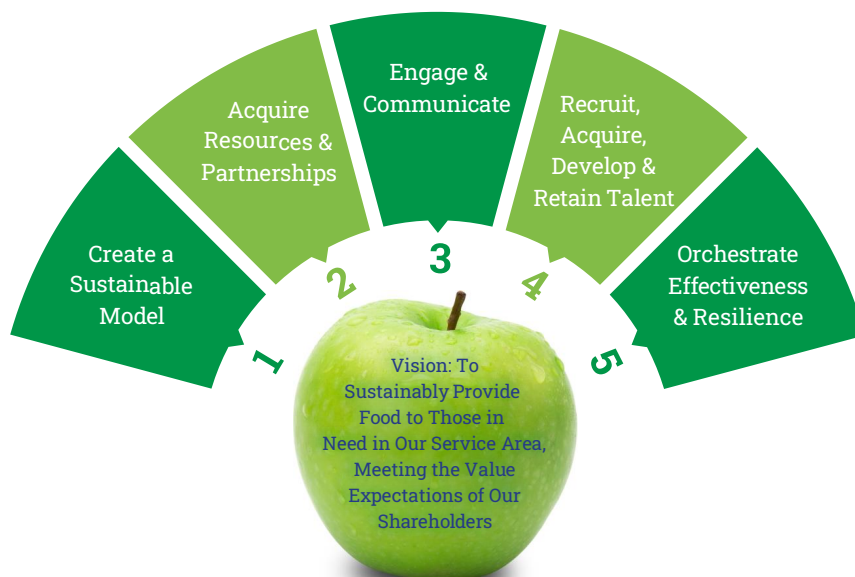 Create a
Sustainable
Model
1
Acquire
Resources &
Partnerships
2
Engage &
Communicate
3
Recruit,
Acquire,
Develop &
Retain Talent
4
Orchestrate
Effectiveness
& Resilience
5
Vision: To
Sustainably Provide
Food to Those in
Need in Our Service Area,
Meeting the Value
Expectations of Our
Shareholders